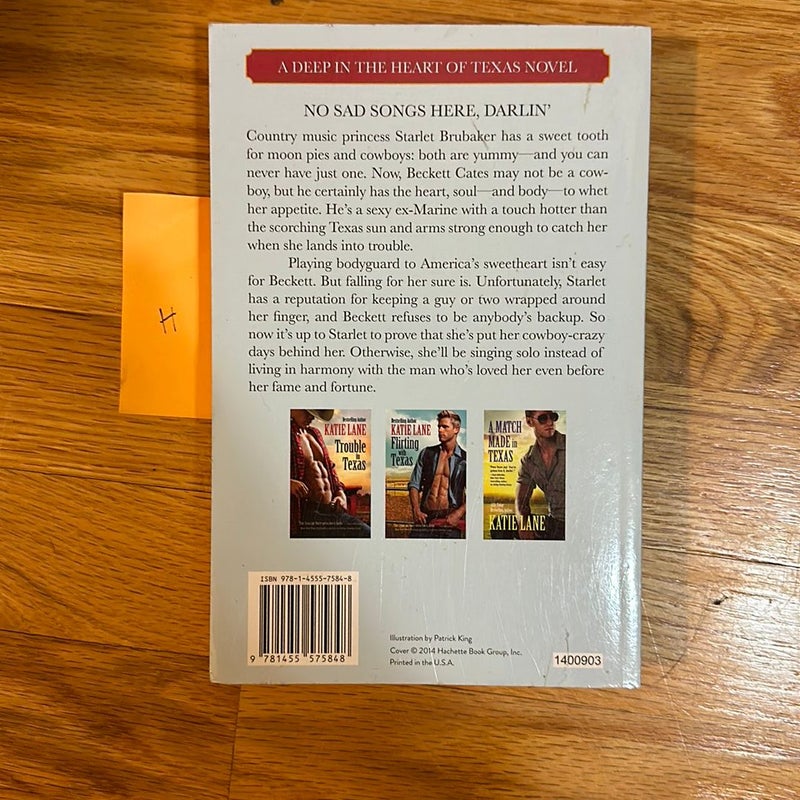 A DEEP IN THE HEART OF TEXAS NOVEL
NO SAD SONGS HERE, DARLIN'
Country music princess Starlet Brubaker has a sweet tooth
for moon pies and cowboys: both are yummy—and you can
never have just one. Now, Beckett Cates may not be a cow-
boy, but he certainly has the heart, soul—and body—to whet
her appetite. He's a sexy ex-Marine with a touch hotter than
the scorching Texas sun and arms strong enough to catch her
when she lands into trouble.
Playing bodyguard to America's sweetheart isn't easy
for Beckett. But falling for her sure is. Unfortunately, Starlet
has a reputation for keeping a guy or two wrapped around
her finger, and Beckett refuses to be anybody's backup. So
now it's up to Starlet to prove that she's put her cowboy-crazy
days behind her. Otherwise, she'll be singing solo instead of
living in harmony with the man who's loved her even before
her fame and fortune.
H
Bestselling Author
KATIE LANE
Trouble
in
Texas
Bestselling Author
KATIE LANE
Flirting
with
Texas
A MATCH
MADE in
TEXAS
KATIE LANE
ISBN 978-1-4555-7584-8
9 781455 575848
Illustration by Patrick King
Cover © 2014 Hachette Book Group, Inc.
Printed in the U.S.A.
1400903